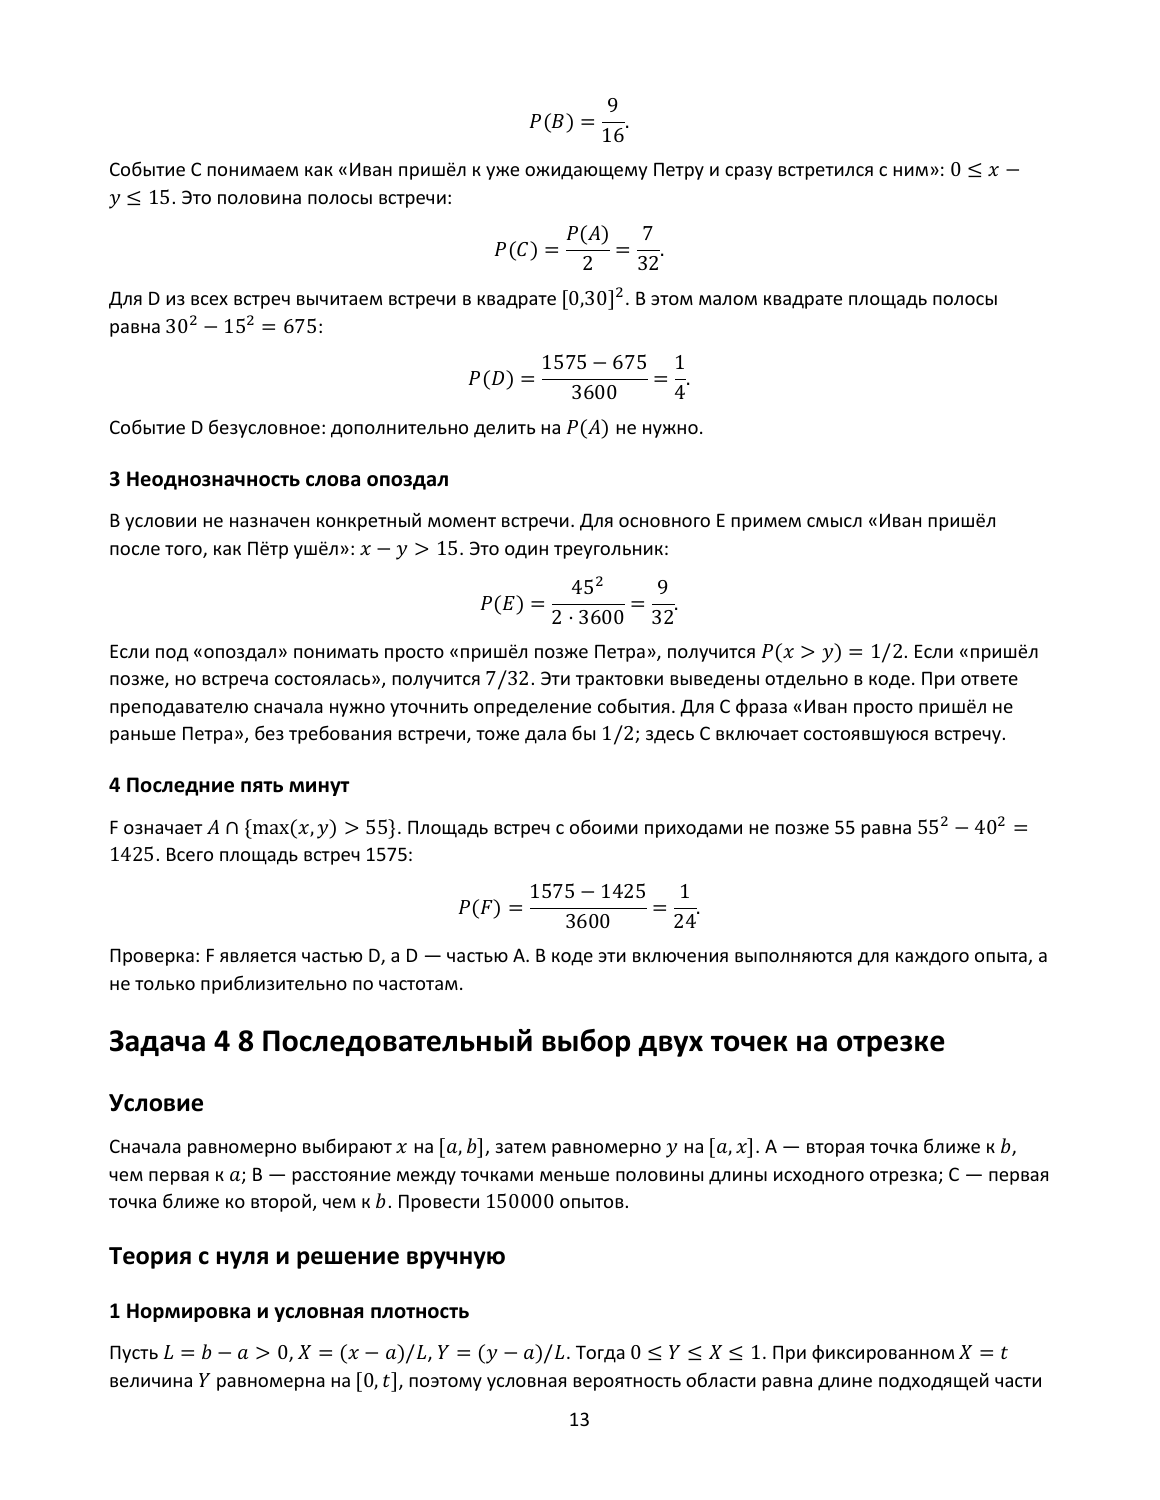 P(B) = 9/16.
Событие C понимаем как «Иван пришёл к уже ожидающему Петру и сразу встретился с ним»: 0 ≤ x −
y ≤ 15. Это половина полосы встречи:
P(C) = P(A)/2 = 7/32.
Для D из всех встреч вычитаем встречи в квадрате [0,30]². В этом малом квадрате площадь полосы
равна 30² − 15² = 675:
P(D) = (1575 − 675)/3600 = 1/4.
Событие D безусловное: дополнительно делить на P(A) не нужно.
3 Неоднозначность слова опоздал
В условии не назначен конкретный момент встречи. Для основного E примем смысл «Иван пришёл
после того, как Пётр ушёл»: x − y > 15. Это один треугольник:
P(E) = 45²/(2 · 3600) = 9/32.
Если под «опоздал» понимать просто «пришёл позже Петра», получится P(x > y) = 1/2. Если «пришёл
позже, но встреча состоялась», получится 7/32. Эти трактовки выведены отдельно в коде. При ответе
преподавателю сначала нужно уточнить определение события. Для C фраза «Иван просто пришёл не
раньше Петра», без требования встречи, тоже дала бы 1/2; здесь C включает состоявшуюся встречу.
4 Последние пять минут
F означает A ∩ {max(x, y) > 55}. Площадь встреч с обоими приходами не позже 55 равна 55² − 40² =
1425. Всего площадь встреч 1575:
P(F) = (1575 − 1425)/3600 = 1/24.
Проверка: F является частью D, а D — частью A. В коде эти включения выполняются для каждого опыта, а
не только приблизительно по частотам.
Задача 4 8 Последовательный выбор двух точек на отрезке
Условие
Сначала равномерно выбирают x на [a, b], затем равномерно y на [a, x]. A — вторая точка ближе к b,
чем первая к a; B — расстояние между точками меньше половины длины исходного отрезка; C — первая
точка ближе ко второй, чем к b. Провести 150000 опытов.
Теория с нуля и решение вручную
1 Нормировка и условная плотность
Пусть L = b − a > 0, X = (x − a)/L, Y = (y − a)/L. Тогда 0 ≤ Y ≤ X ≤ 1. При фиксированном X = t
величина Y равномерна на [0, t], поэтому условная вероятность области равна длине подходящей части
13